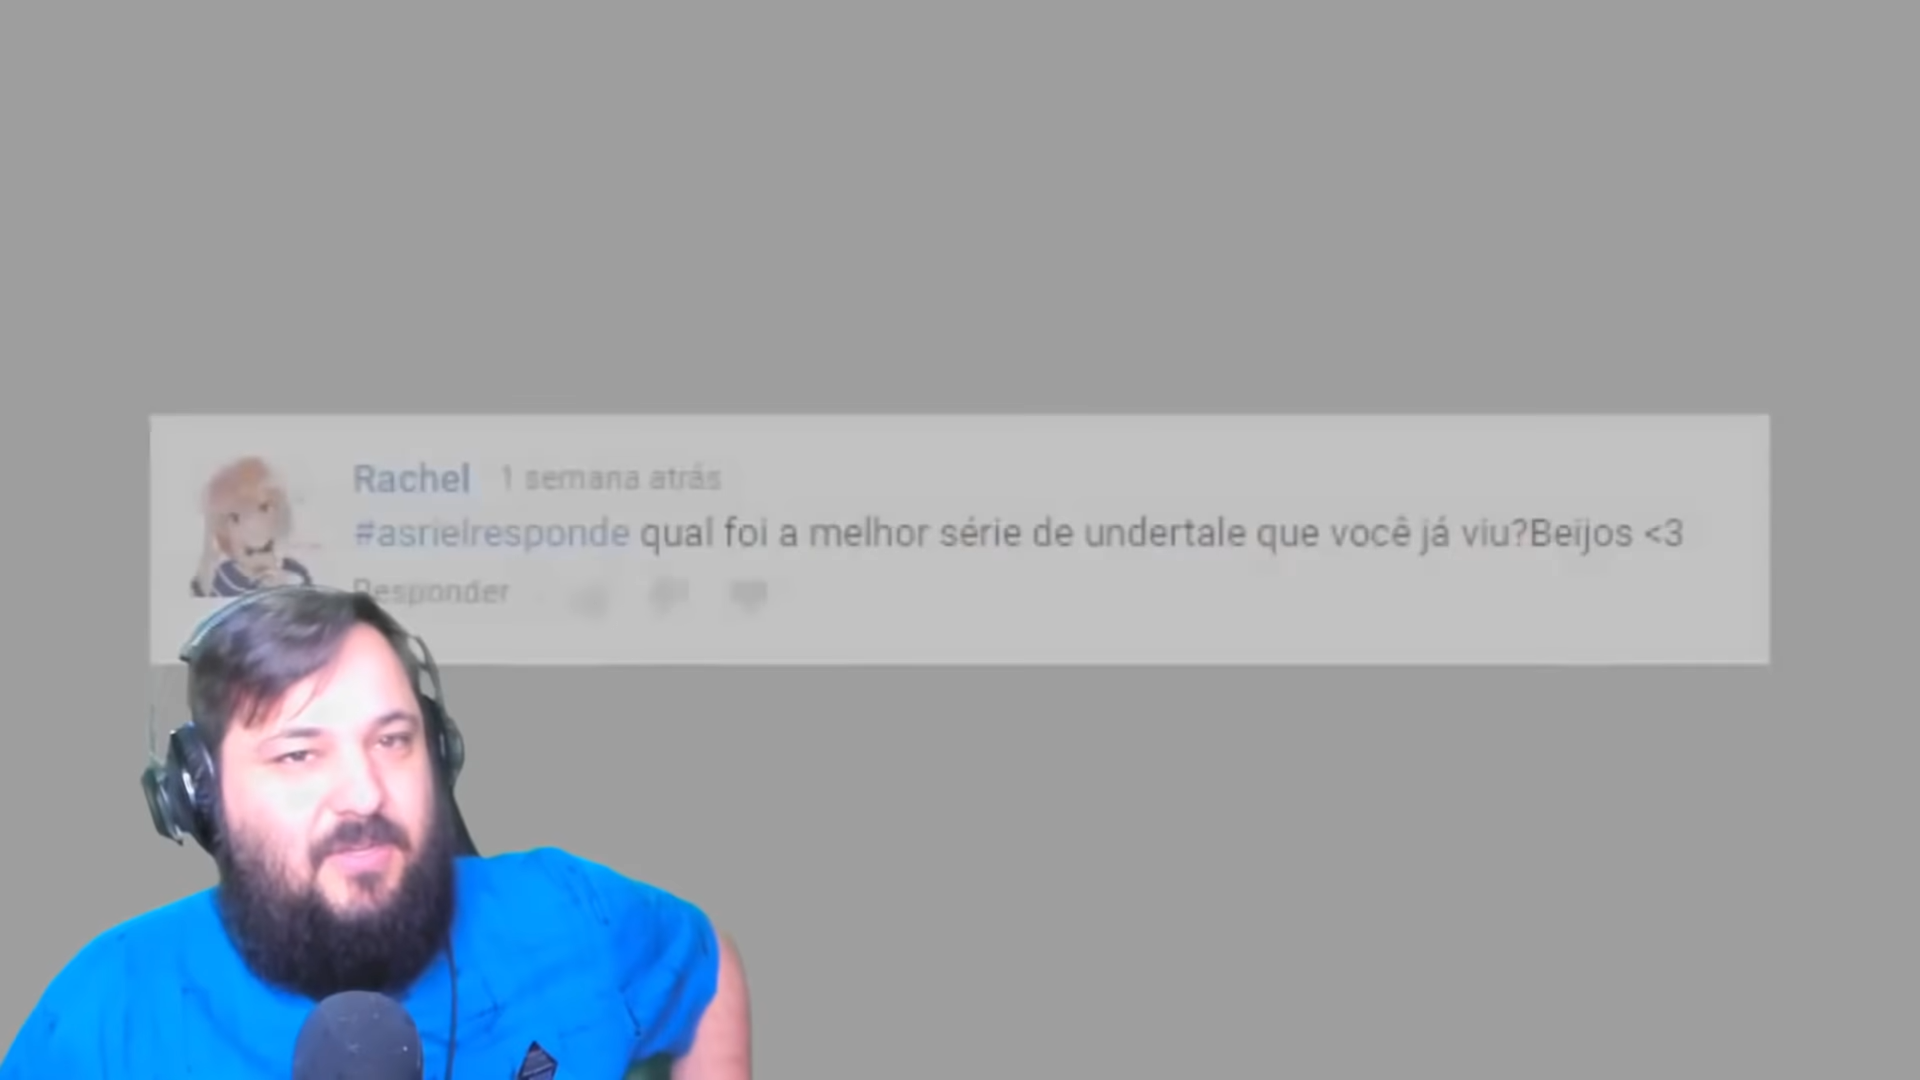 Rachel 1 semana atrás
#asrielresponde qual foi a melhor série de undertale que você já viu?Beijos <3
Responder